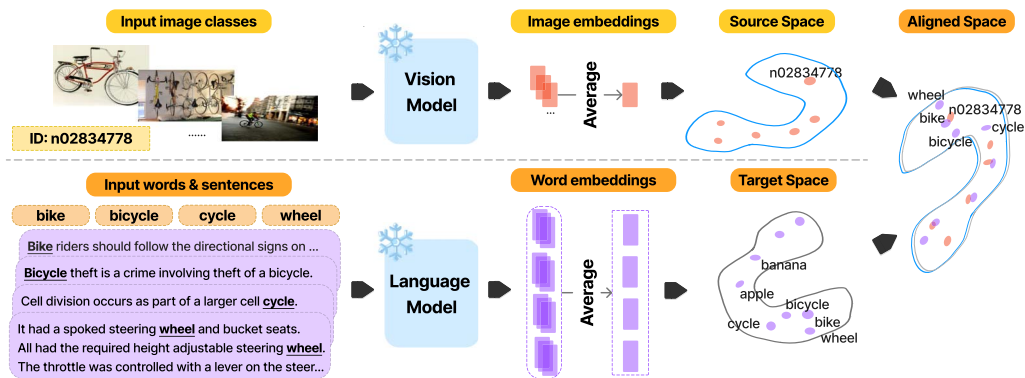 Input image classes
Image embeddings
Source Space
Aligned Space
Vision
Model
Average
...
n02834778
......
ID: n02834778
wheel
n02834778
bike
cycle
bicycle
Input words & sentences
Word embeddings
Target Space
bike
bicycle
cycle
wheel
Bike riders should follow the directional signs on ...
Bicycle theft is a crime involving theft of a bicycle.
Cell division occurs as part of a larger cell cycle.
It had a spoked steering wheel and bucket seats.
All had the required height adjustable steering wheel.
The throttle was controlled with a lever on the steer...
Language
Model
Average
banana
apple
bicycle
cycle
bike
wheel